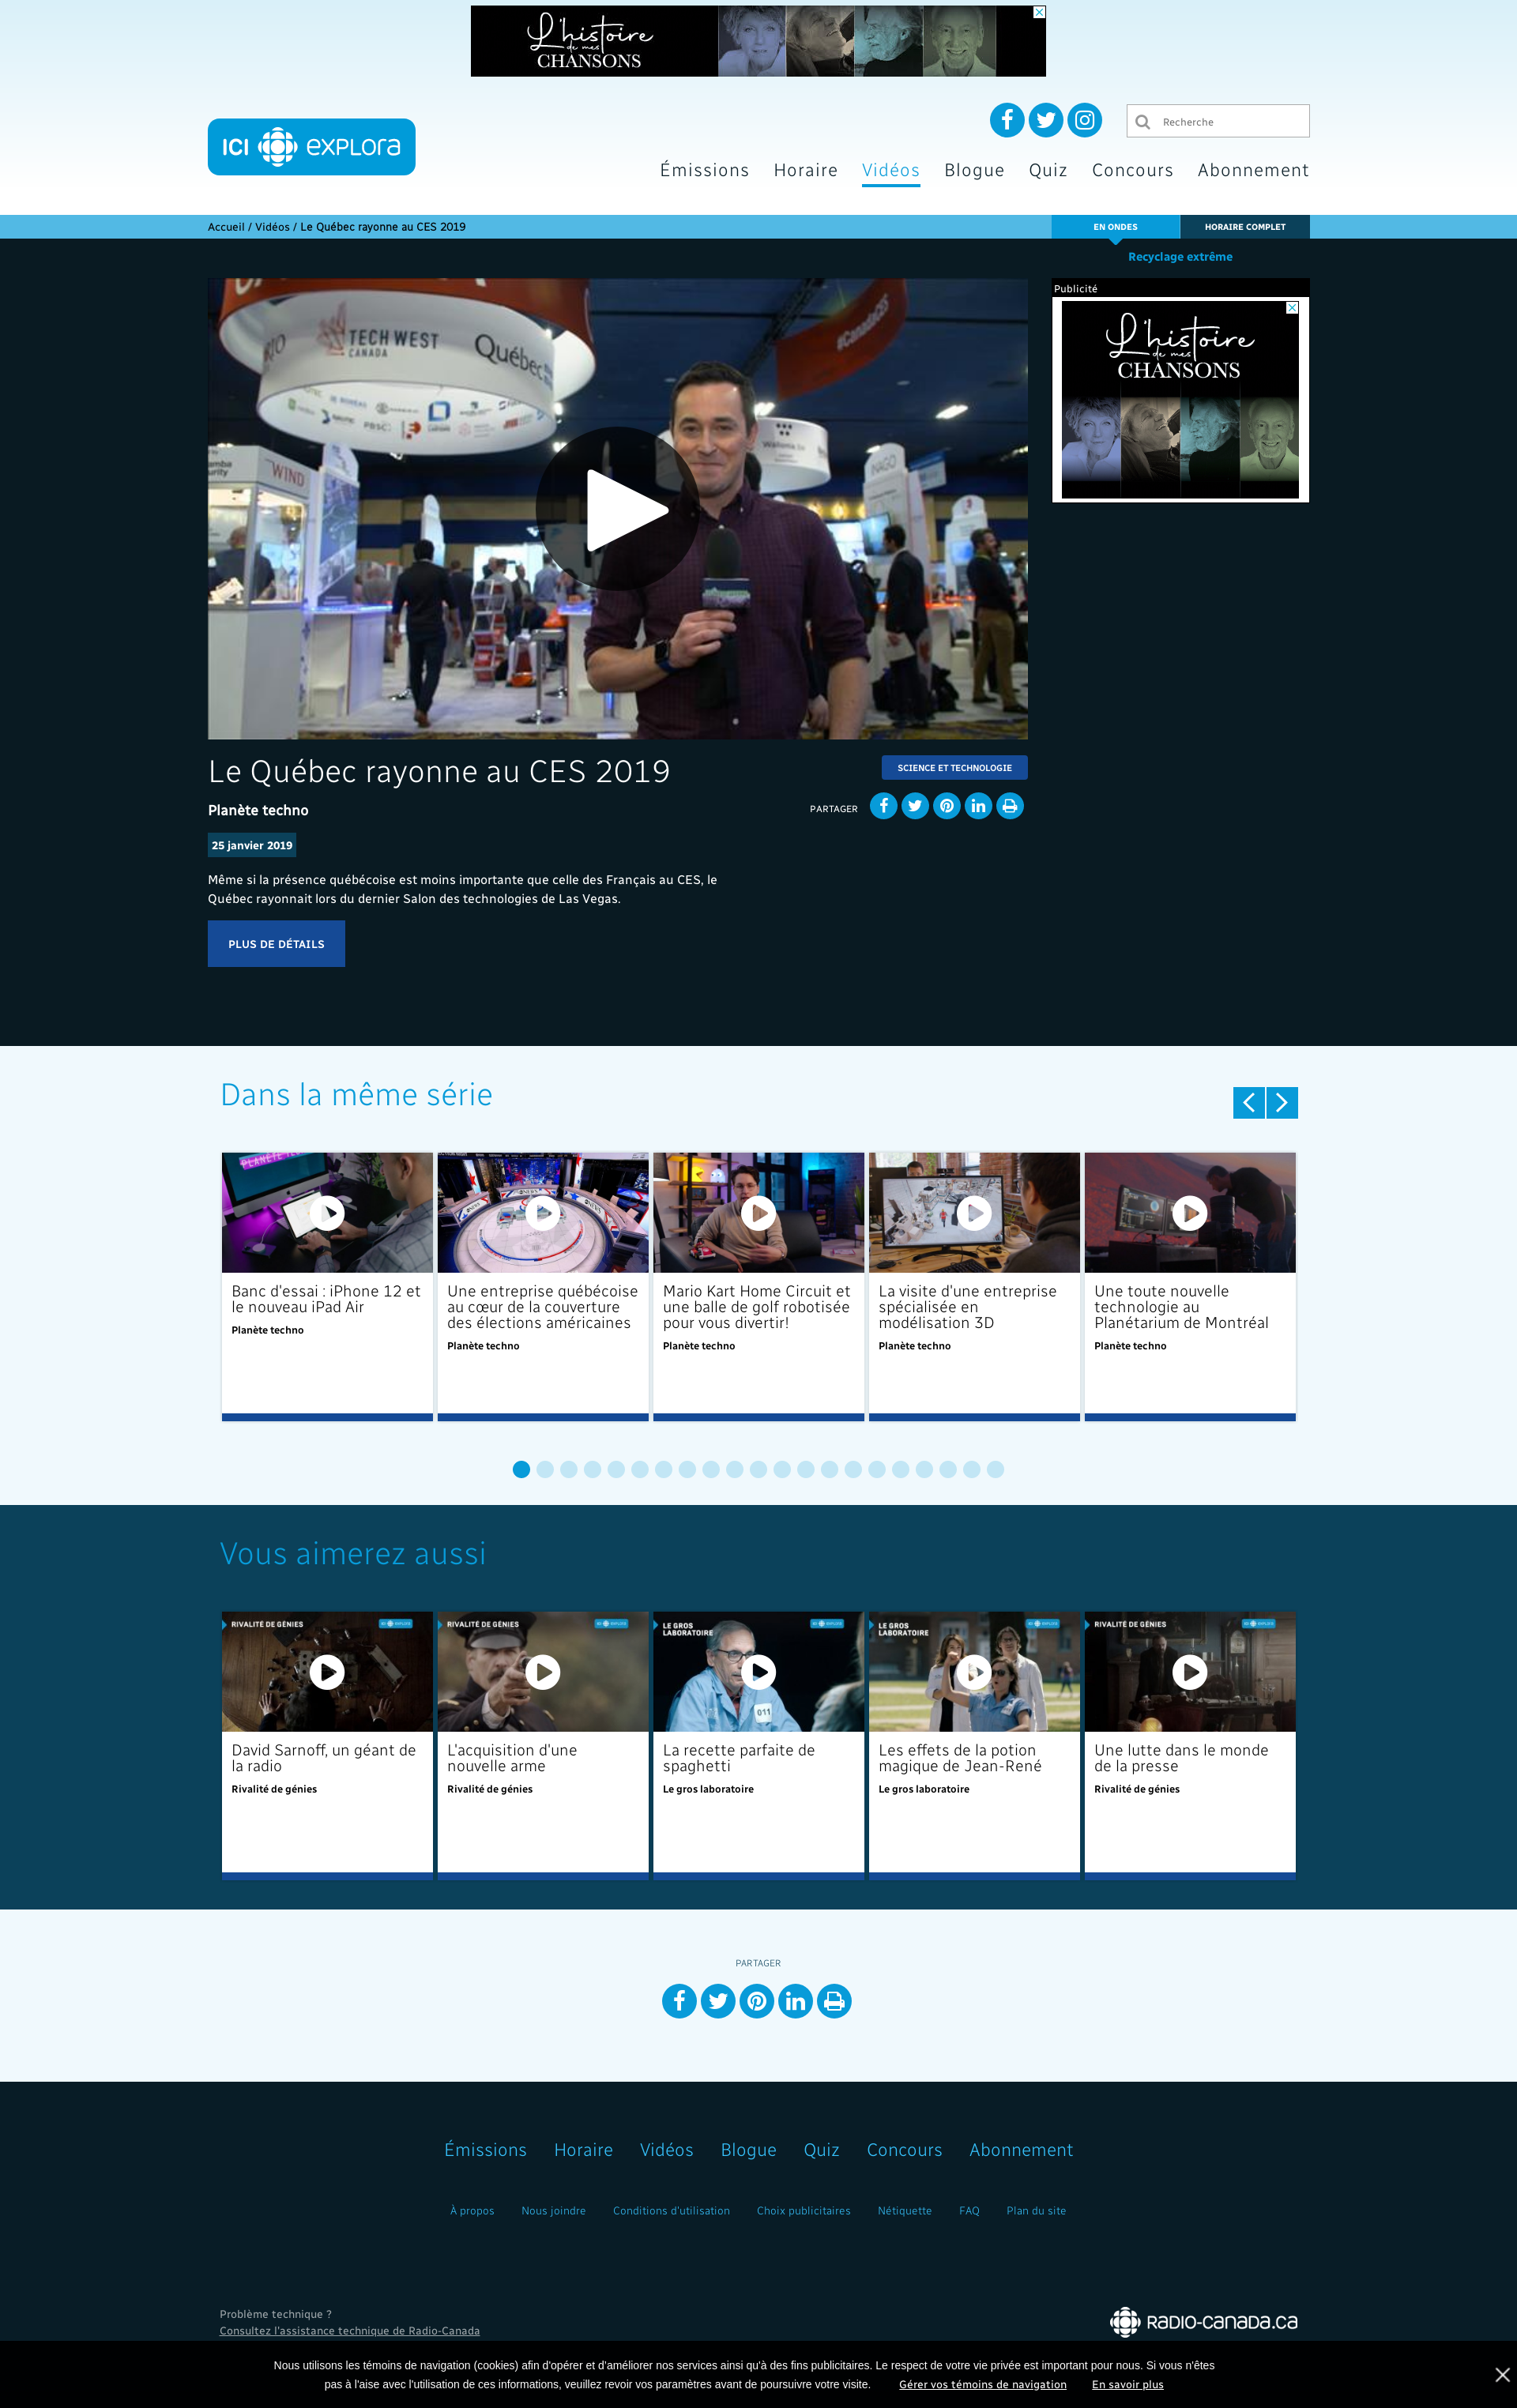 L'histoire
de mes
CHANSONS
ICI explora
Recherche
Émissions Horaire Vidéos Blogue Quiz Concours Abonnement
Accueil / Vidéos / Le Québec rayonne au CES 2019
EN ONDES
HORAIRE COMPLET
Recyclage extrême
TECH WEST
CANADA
Québec
#CanadaCES
WIND
Publicité
L'histoire
de mes
CHANSONS
Le Québec rayonne au CES 2019
SCIENCE ET TECHNOLOGIE
Planète techno
PARTAGER
25 janvier 2019
Même si la présence québécoise est moins importante que celle des Français au CES, le
Québec rayonnait lors du dernier Salon des technologies de Las Vegas.
PLUS DE DÉTAILS
Dans la même série
Banc d'essai : iPhone 12 et
le nouveau iPad Air
Planète techno
Une entreprise québécoise
au cœur de la couverture
des élections américaines
Planète techno
Mario Kart Home Circuit et
une balle de golf robotisée
pour vous divertir!
Planète techno
La visite d'une entreprise
spécialisée en
modélisation 3D
Planète techno
Une toute nouvelle
technologie au
Planétarium de Montréal
Planète techno
Vous aimerez aussi
RIVALITÉ DE GÉNIES
David Sarnoff, un géant de
la radio
Rivalité de génies
RIVALITÉ DE GÉNIES
L'acquisition d'une
nouvelle arme
Rivalité de génies
LE GROS
LABORATOIRE
011
La recette parfaite de
spaghetti
Le gros laboratoire
LE GROS
LABORATOIRE
Les effets de la potion
magique de Jean-René
Le gros laboratoire
RIVALITÉ DE GÉNIES
Une lutte dans le monde
de la presse
Rivalité de génies
PARTAGER
Émissions Horaire Vidéos Blogue Quiz Concours Abonnement
À propos Nous joindre Conditions d'utilisation Choix publicitaires Nétiquette FAQ Plan du site
Problème technique ?
Consultez l'assistance technique de Radio-Canada
RADIO-CANADA.CA
Nous utilisons les témoins de navigation (cookies) afin d'opérer et d'améliorer nos services ainsi qu'à des fins publicitaires. Le respect de votre vie privée est important pour nous. Si vous n'êtes
pas à l'aise avec l'utilisation de ces informations, veuillez revoir vos paramètres avant de poursuivre votre visite. Gérer vos témoins de navigation En savoir plus